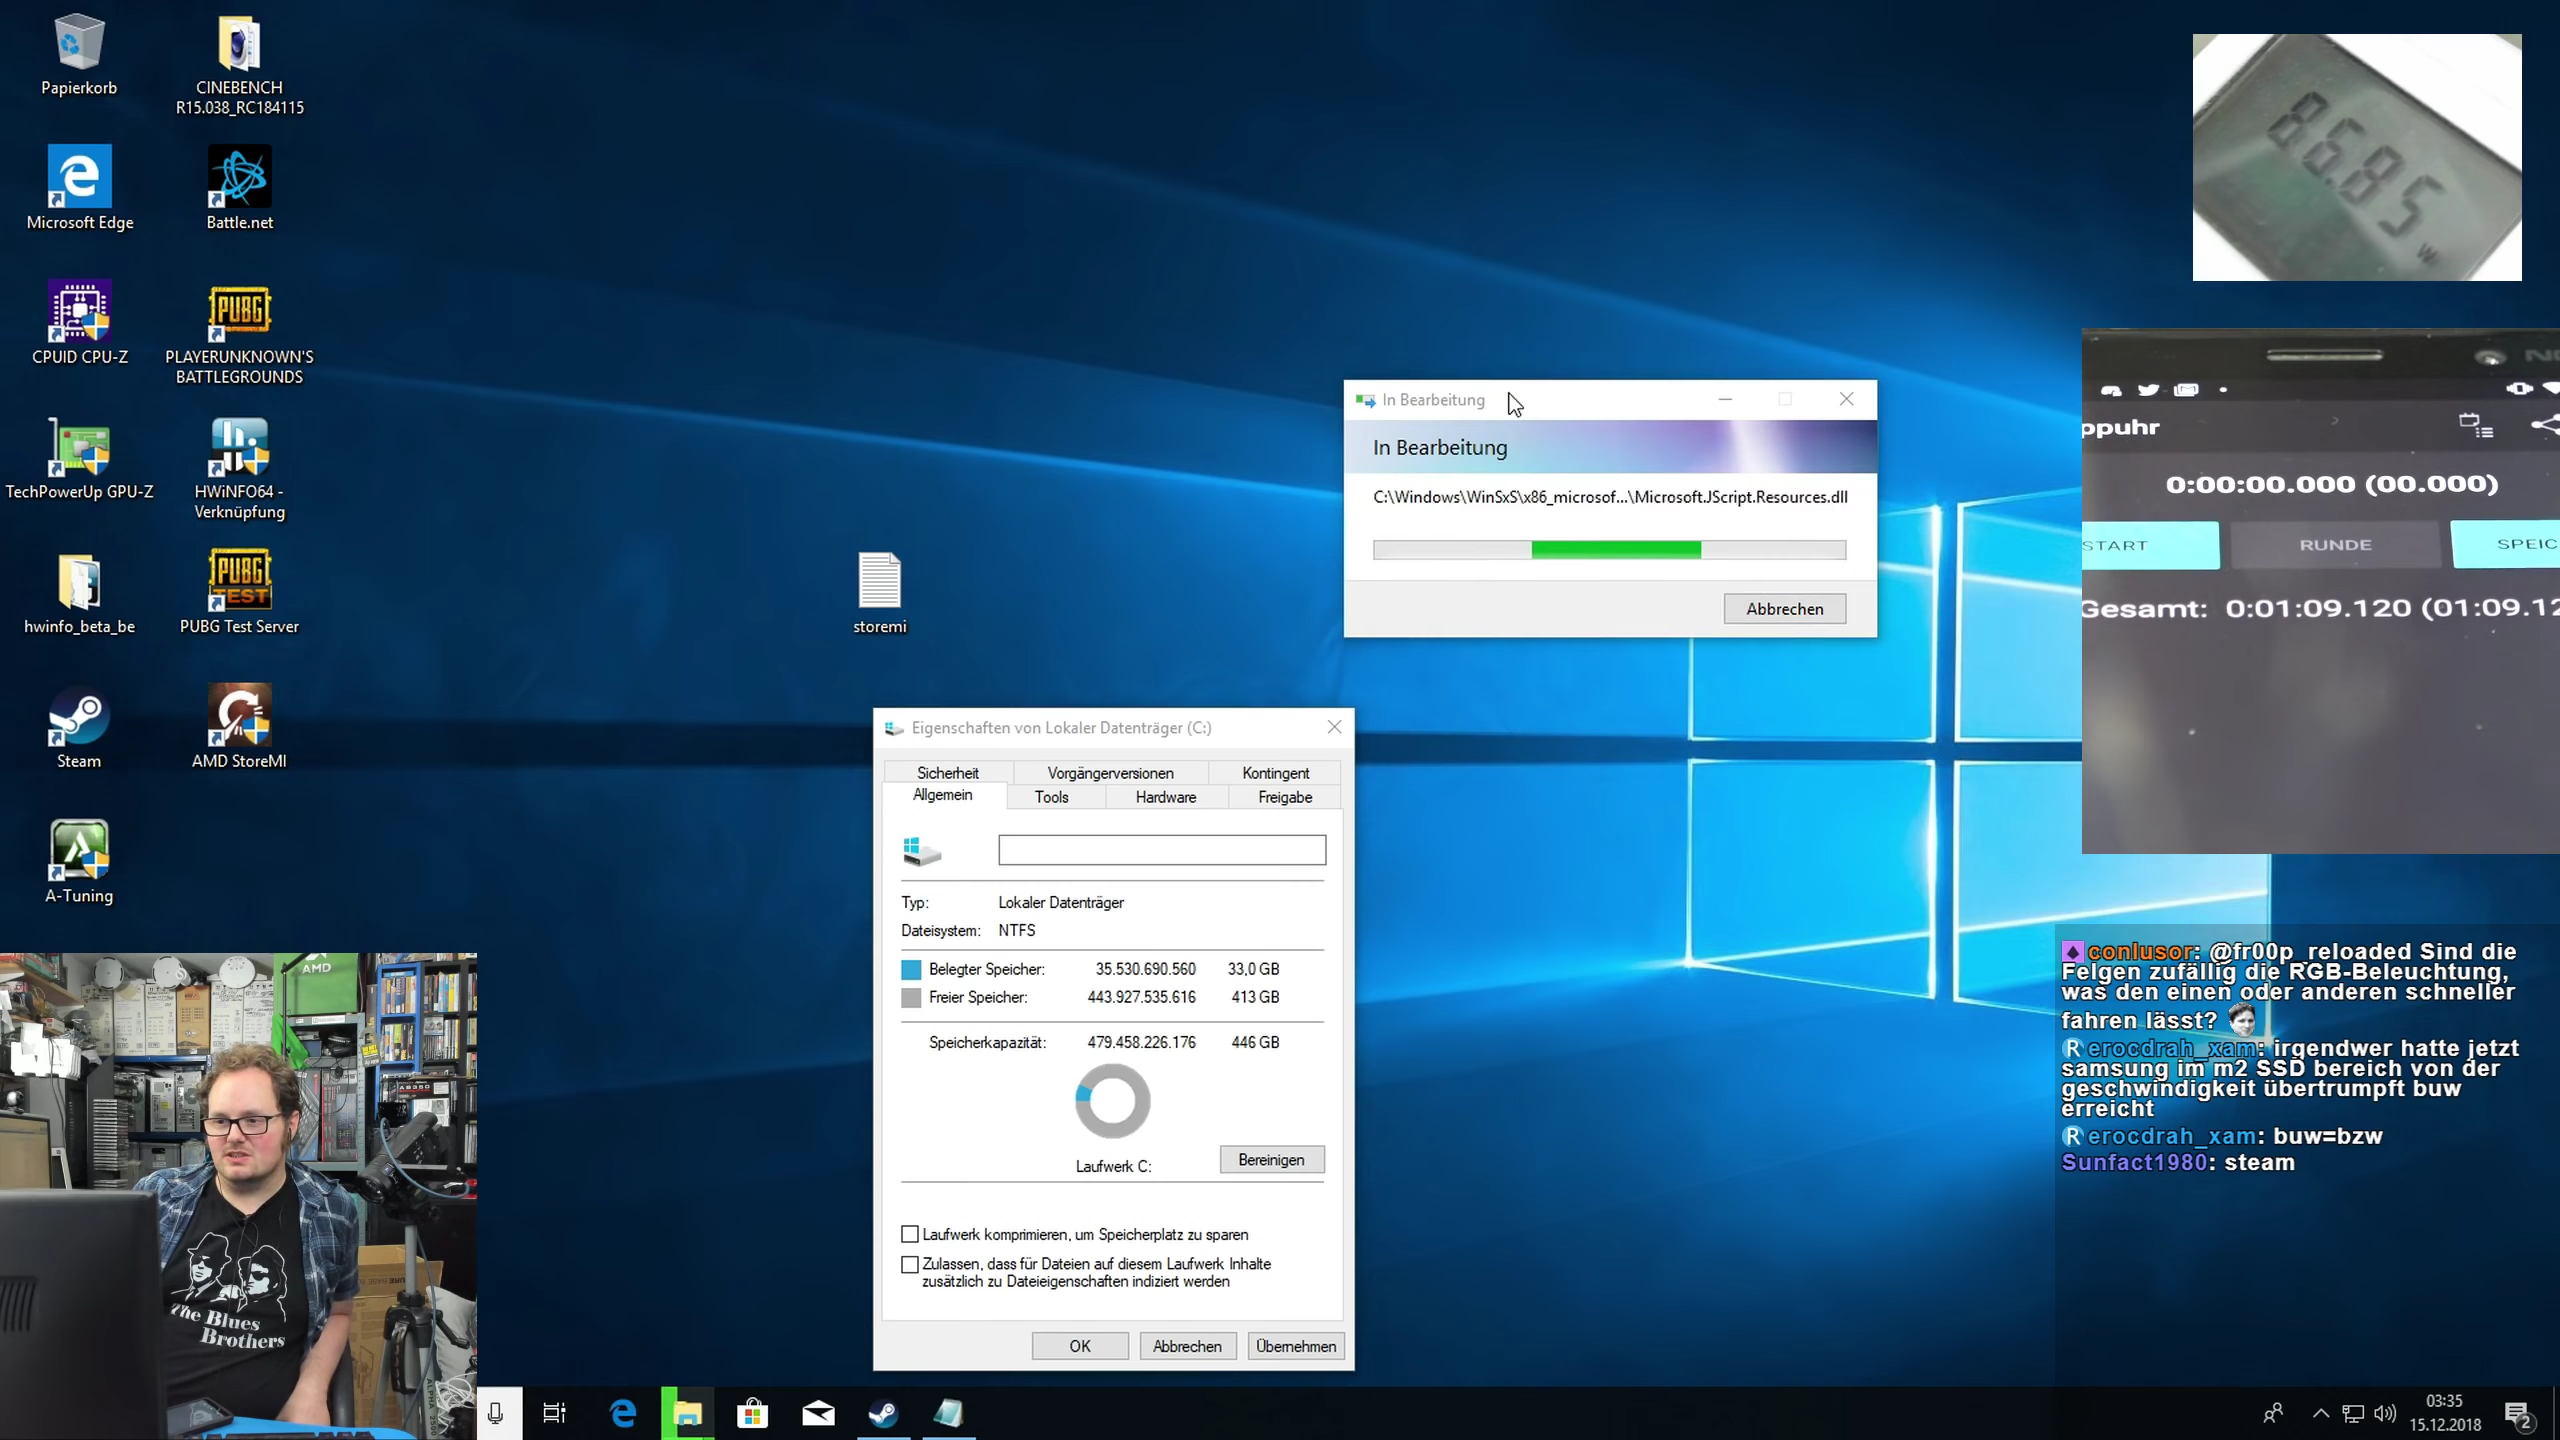 Papierkorb
CINEBENCH
R15.038_RC184115
Microsoft Edge
Battle.net
CPUID CPU-Z
PLAYERUNKNOWN'S
BATTLEGROUNDS
TechPowerUp GPU-Z
HWiNFO64 -
Verknüpfung
hwinfo_beta_be
PUBG Test Server
Steam
AMD StoreMI
A-Tuning
PUBG
PUBG
TEST
storemi
In Bearbeitung
In Bearbeitung
C:\Windows\WinSxS\x86_microsof...\Microsoft.JScript.Resources.dll
Abbrechen
Eigenschaften von Lokaler Datenträger (C:)
Sicherheit
Vorgängerversionen
Kontingent
Allgemein
Tools
Hardware
Freigabe
Typ: Lokaler Datenträger
Dateisystem: NTFS
Belegter Speicher: 35.530.690.560 33,0 GB
Freier Speicher: 443.927.535.616 413 GB
Speicherkapazität: 479.458.226.176 446 GB
Laufwerk C:
Bereinigen
Laufwerk komprimieren, um Speicherplatz zu sparen
Zulassen, dass für Dateien auf diesem Laufwerk Inhalte
zusätzlich zu Dateieigenschaften indiziert werden
OK
Abbrechen
Übernehmen
86.85 W
ppuhr
0:00:00.000 (00.000)
START
RUNDE
SPEIC
Gesamt: 0:01:09.120 (01:09.12
conlusor: @fr00p_reloaded Sind die
Felgen zufällig die RGB-Beleuchtung,
was den einen oder anderen schneller
fahren lässt?
erocdrah_xam: irgendwer hatte jetzt
samsung im m2 SSD bereich von der
geschwindigkeit übertrumpft buw
erreicht
erocdrah_xam: buw=bzw
Sunfact1980: steam
AMD
The Blues
Brothers
03:35
15.12.2018
2